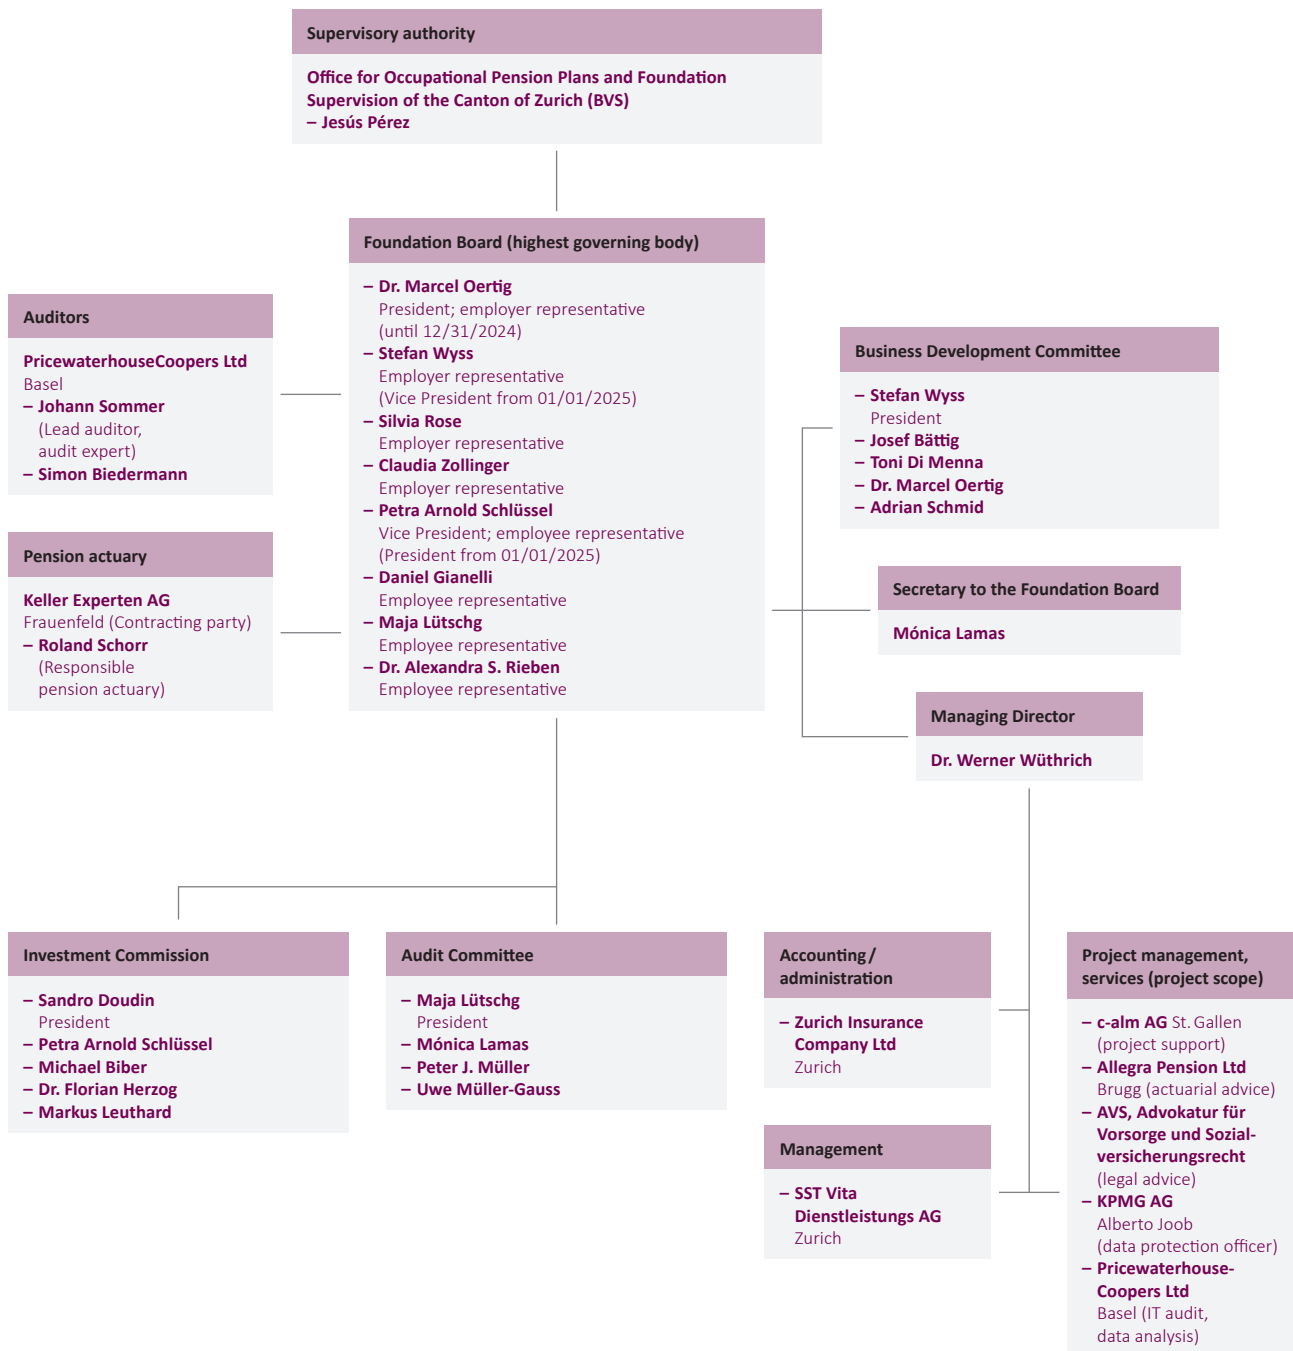 Supervisory authority
Office for Occupational Pension Plans and Foundation
Supervision of the Canton of Zurich (BVS)
– Jesús Pérez
Foundation Board (highest governing body)
– Dr. Marcel Oertig
President; employer representative
(until 12/31/2024)
– Stefan Wyss
Employer representative
(Vice President from 01/01/2025)
– Silvia Rose
Employer representative
– Claudia Zollinger
Employer representative
– Petra Arnold Schlüssel
Vice President; employee representative
(President from 01/01/2025)
– Daniel Gianelli
Employee representative
– Maja Lütschg
Employee representative
– Dr. Alexandra S. Rieben
Employee representative
Auditors
PricewaterhouseCoopers Ltd
Basel
– Johann Sommer
(Lead auditor,
audit expert)
– Simon Biedermann
Pension actuary
Keller Experten AG
Frauenfeld (Contracting party)
– Roland Schorr
(Responsible
pension actuary)
Business Development Committee
– Stefan Wyss
President
– Josef Bättig
– Toni Di Menna
– Dr. Marcel Oertig
– Adrian Schmid
Secretary to the Foundation Board
Mónica Lamas
Managing Director
Dr. Werner Wüthrich
Investment Commission
– Sandro Doudin
President
– Petra Arnold Schlüssel
– Michael Biber
– Dr. Florian Herzog
– Markus Leuthard
Audit Committee
– Maja Lütschg
President
– Mónica Lamas
– Peter J. Müller
– Uwe Müller-Gauss
Accounting /
administration
– Zurich Insurance
Company Ltd
Zurich
Management
– SST Vita
Dienstleistungs AG
Zurich
Project management,
services (project scope)
– c-alm AG St. Gallen
(project support)
– Allegra Pension Ltd
Brugg (actuarial advice)
– AVS, Advokatur für
Vorsorge und Sozial-
versicherungsrecht
(legal advice)
– KPMG AG
Alberto Joob
(data protection officer)
– Pricewaterhouse-
Coopers Ltd
Basel (IT audit,
data analysis)